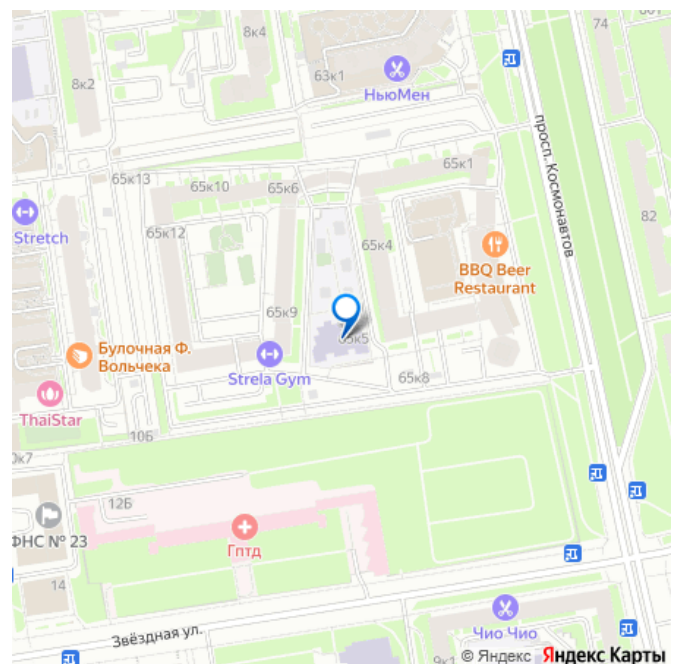 74
8к4
8к2
63к1
НьюМен
просп. Космонавтов
65к13
65к10
65к6
65к1
82
Stretch
65к12
65к4
BBQ Beer
Restaurant
65к9
65к5
Булочная Ф.
Вольчека
Strela Gym
65к8
ThaiStar
10Б
0к7
12Б
ФНС № 23
Гптд
14
Звёздная ул.
Чио Чио
9к1
© Яндекс Яндекс Карты